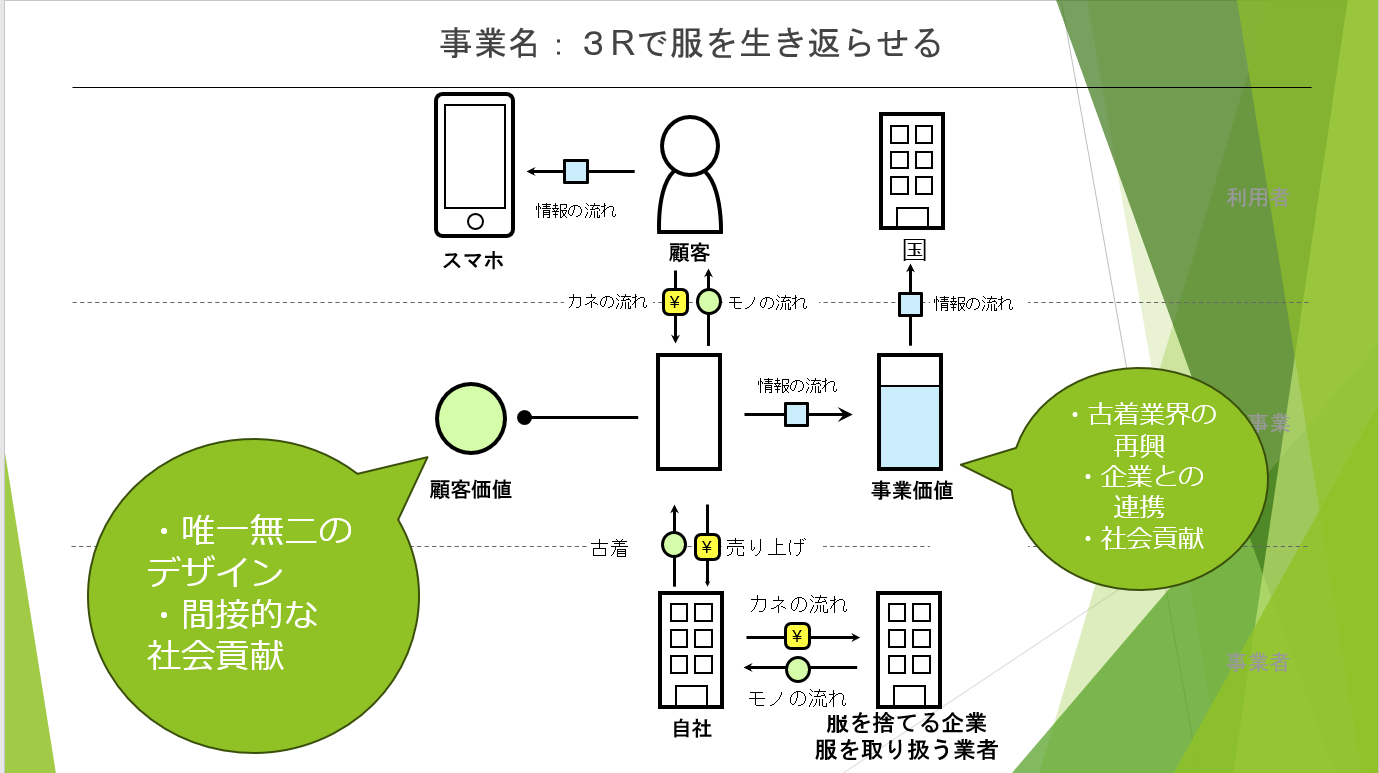 事業名：３Rで服を生き返らせる
情報の流れ
スマホ
顧客
国
利用者
カネの流れ
¥
モノの流れ
情報の流れ
情報の流れ
顧客価値
事業価値
事業
・古着業界の
再興
・企業との
連携
・社会貢献
・唯一無二の
デザイン
・間接的な
社会貢献
古着
¥
売り上げ
カネの流れ
¥
モノの流れ
自社
服を捨てる企業
服を取り扱う業者
事業者